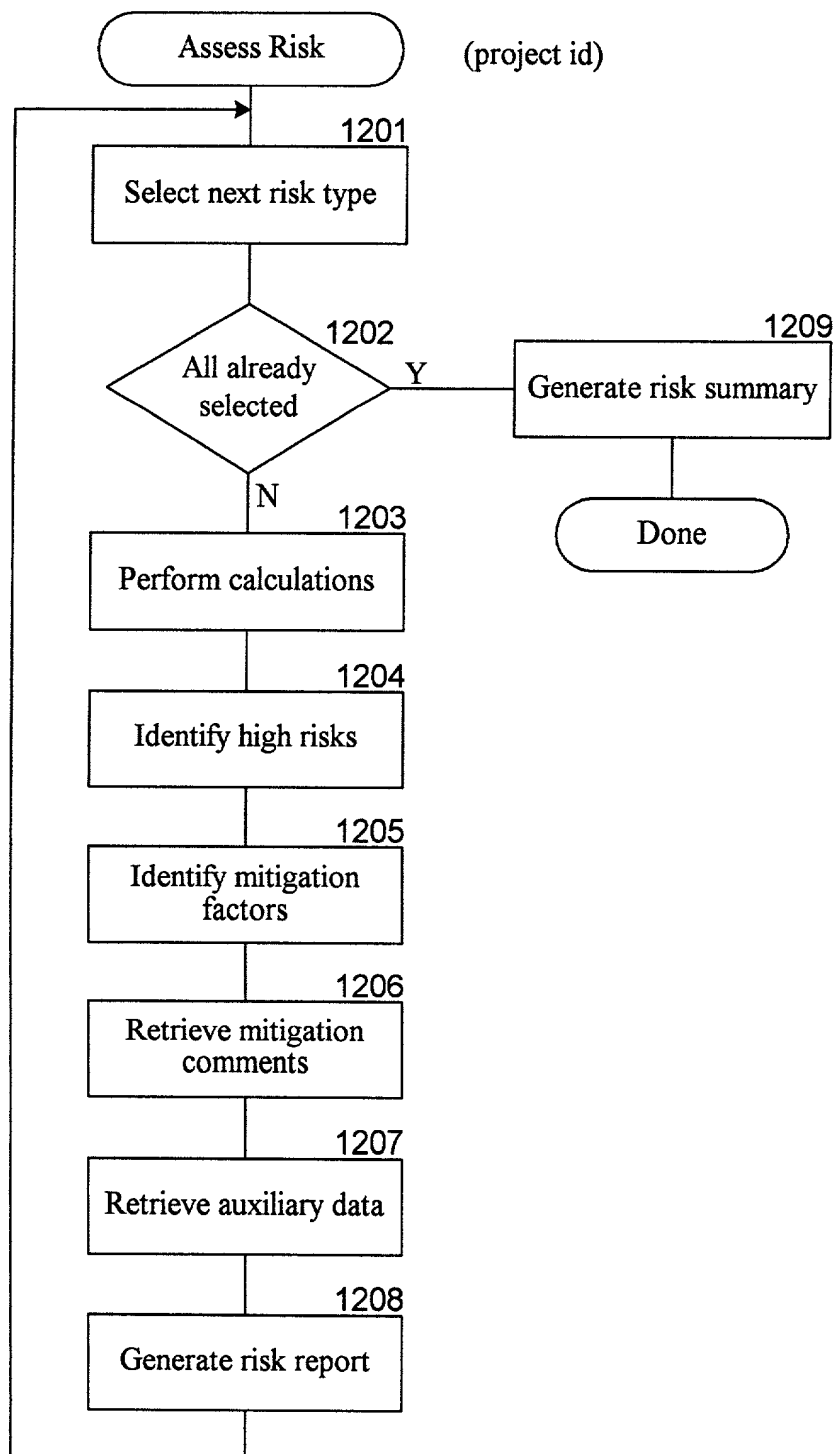 Assess Risk
(project id)
1201
Select next risk type
1202
All already
selected
Y
N
1209
Generate risk summary
Done
1203
Perform calculations
1204
Identify high risks
1205
Identify mitigation
factors
1206
Retrieve mitigation
comments
1207
Retrieve auxiliary data
1208
Generate risk report